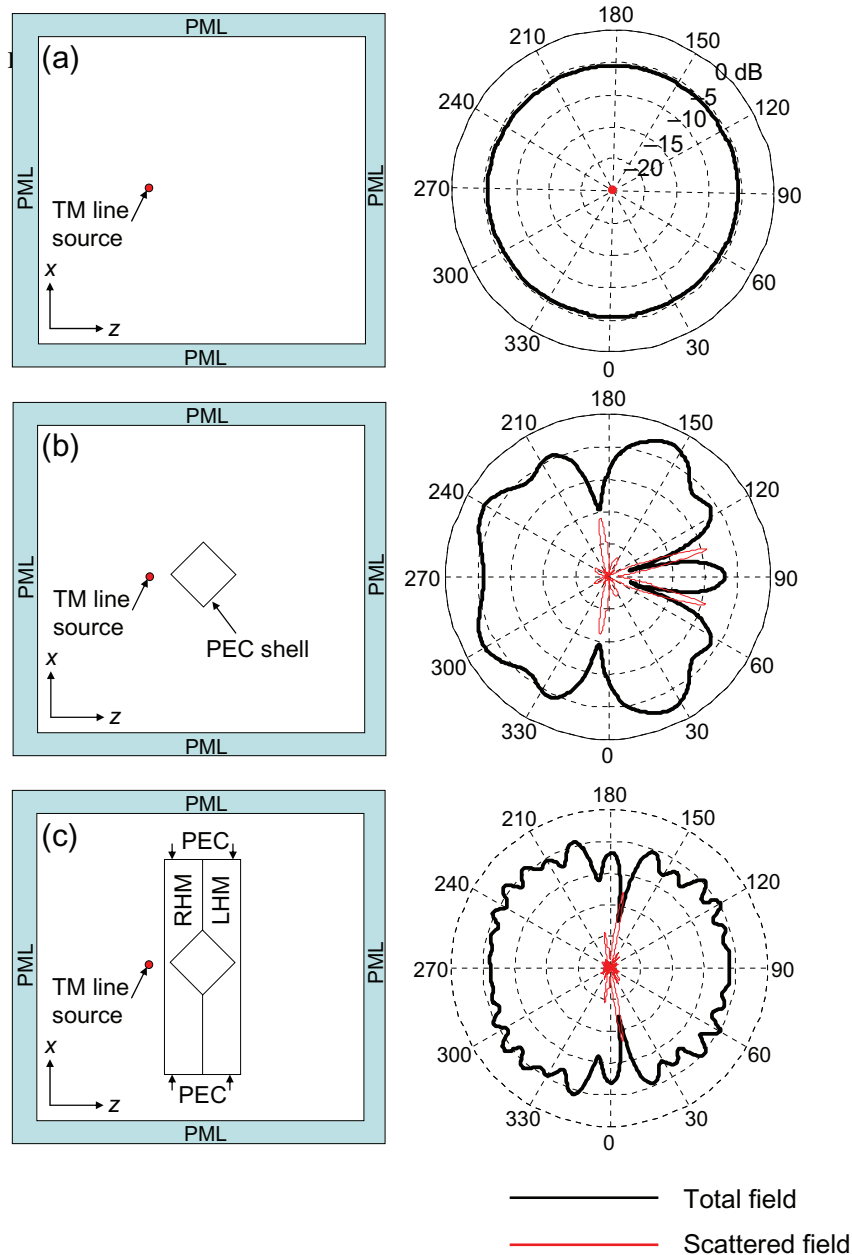 (a)
PML
PML
PML
PML
TM line
source
x
z
180
150
120
90
60
30
0
330
300
270
240
210
0 dB
–5
–10
–15
–20
(b)
PML
PML
PML
PML
TM line
source
PEC shell
x
z
180
150
120
90
60
30
0
330
300
270
240
210
(c)
PML
PML
PML
PML
PEC
RHM
LHM
PEC
TM line
source
x
z
180
150
120
90
60
30
0
330
300
270
240
210
Total field
Scattered field